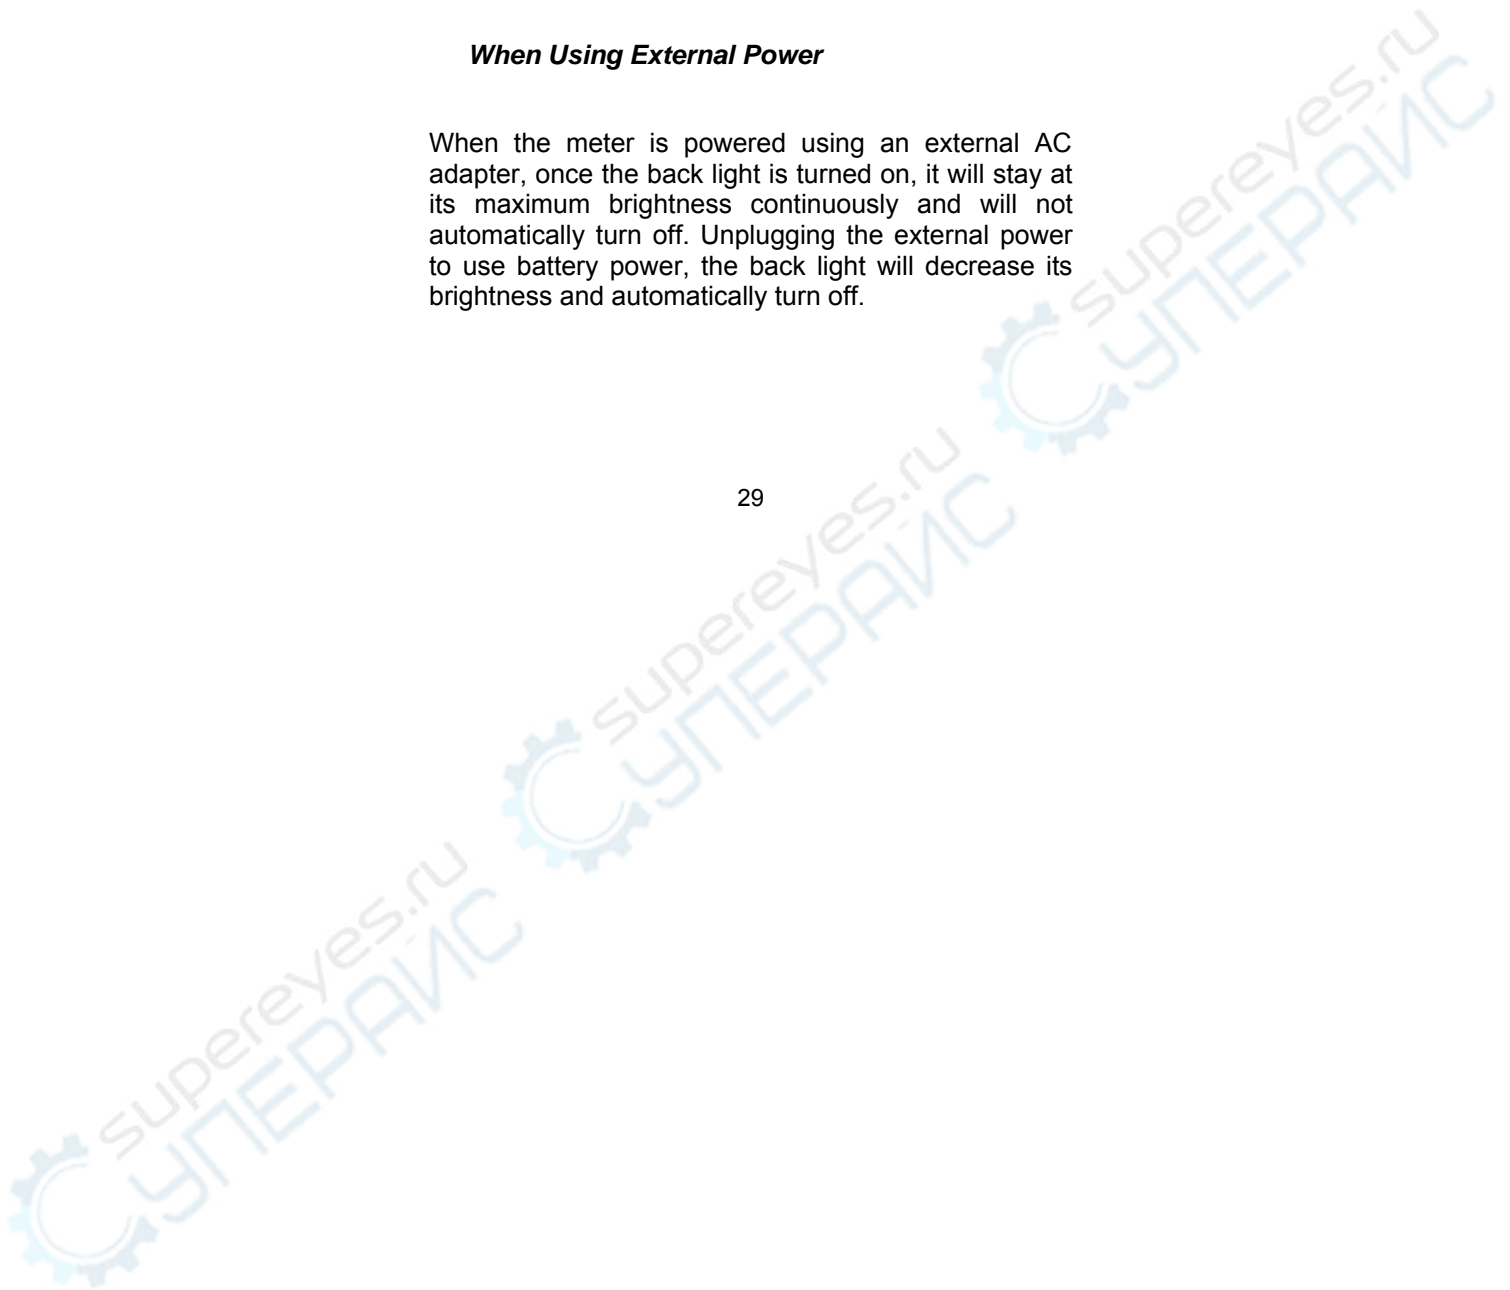 When Using External Power
When the meter is powered using an external AC
adapter, once the back light is turned on, it will stay at
its maximum brightness continuously and will not
automatically turn off. Unplugging the external power
to use battery power, the back light will decrease its
brightness and automatically turn off.
29
supereyes.ru
СУПЕРАЙС
supereyes.ru
СУПЕРАЙС
supereyes.ru
СУПЕРАЙС